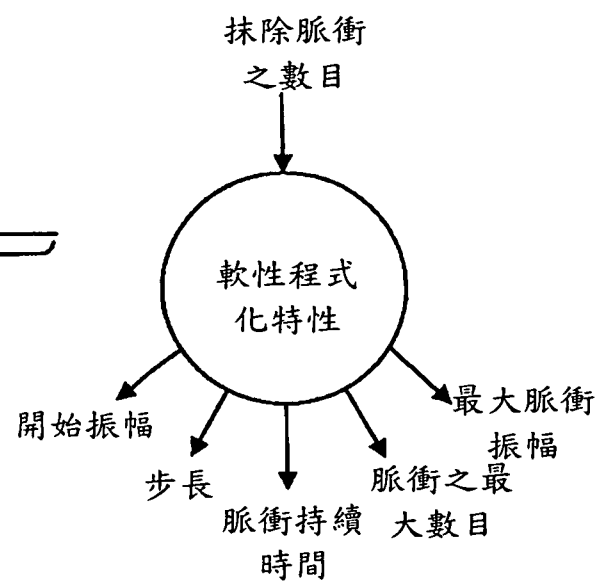 抹除脈衝
之數目
軟性程式
化特性
開始振幅
步長
脈衝持續
時間
脈衝之最
大數目
最大脈衝
振幅